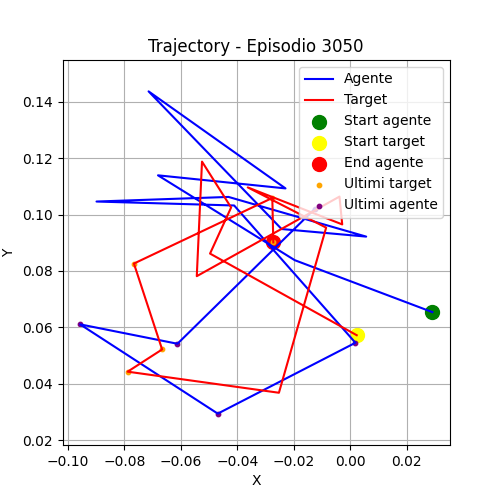 Trajectory - Episodio 3050
Agente
Target
Start agente
Start target
End agente
Ultimi target
Ultimi agente
Y
0.14
0.12
0.10
0.08
0.06
0.04
0.02
−0.10 −0.08 −0.06 −0.04 −0.02 0.00 0.02
X